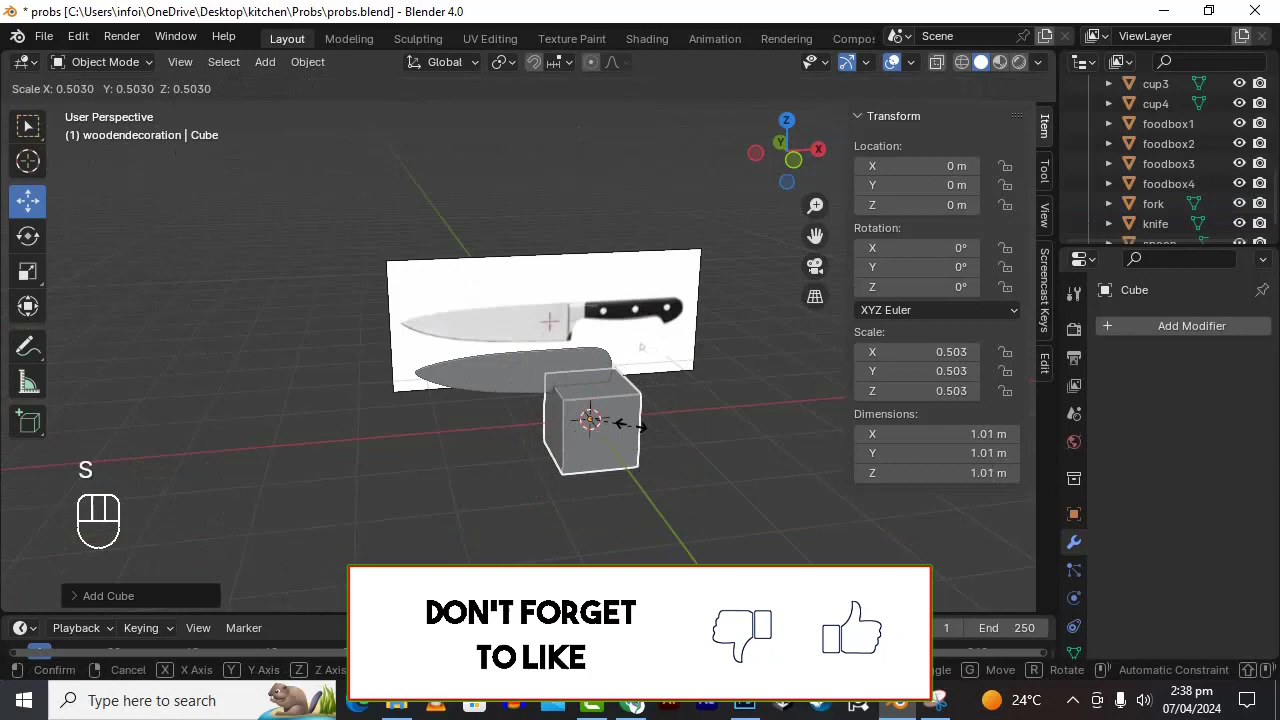 * probs [C:\Users\infoi\OneDrive\Desktop\kitchen\Probs\probs.blend] - Blender 4.0
File Edit Render Window Help Layout Modeling Sculpting UV Editing Texture Paint Shading Animation Rendering Compos Scene ViewLayer
Object Mode View Select Add Object Global
Scale X: 0.5030 Y: 0.5030 Z: 0.5030
User Perspective
(1) woodendecoration | Cube
Z
Y
X
Transform
Location:
X 0 m
Y 0 m
Z 0 m
Rotation:
X 0°
Y 0°
Z 0°
XYZ Euler
Scale:
X 0.503
Y 0.503
Z 0.503
Dimensions:
X 1.01 m
Y 1.01 m
Z 1.01 m
Item
Tool
View
Screencast Keys
Edit
cup3
cup4
foodbox1
foodbox2
foodbox3
foodbox4
fork
knife
Cube
Add Modifier
S
Add Cube
DON'T FORGET
TO LIKE
Playback Keying View Marker 1 End 250
Confirm Cancel X X Axis Y Y Axis Z Z Axis G Move R Rotate Automatic Constraint
Type here to search
24°C
2:38 pm
07/04/2024